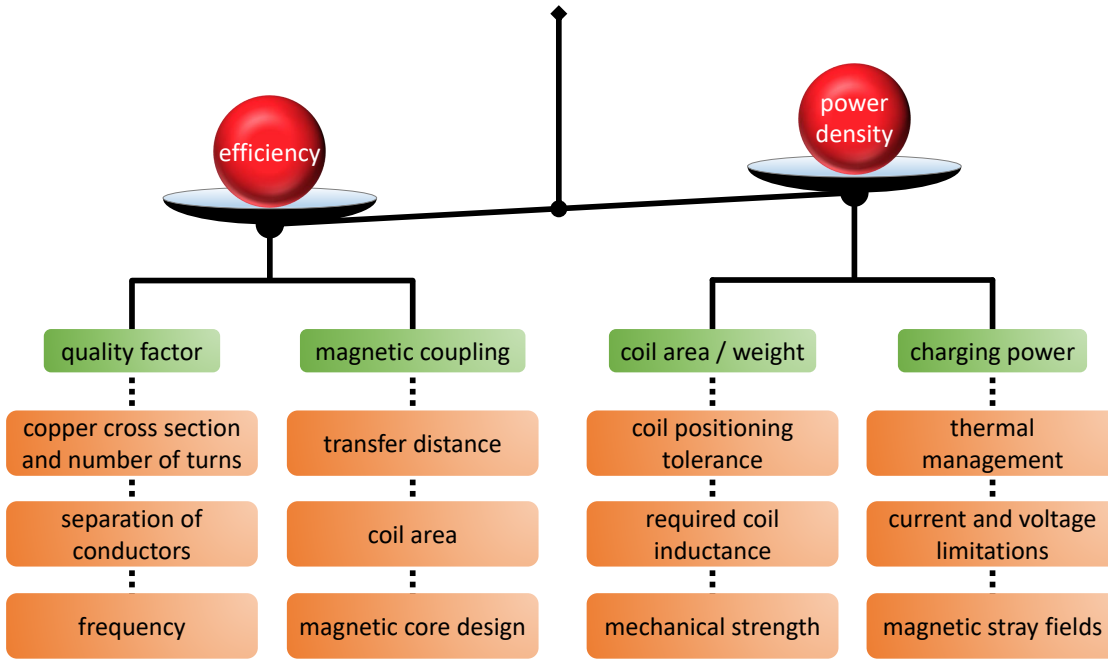 efficiency
power
density
quality factor
magnetic coupling
coil area / weight
charging power
copper cross section
and number of turns
transfer distance
coil positioning
tolerance
thermal
management
separation of
conductors
coil area
required coil
inductance
current and voltage
limitations
frequency
magnetic core design
mechanical strength
magnetic stray fields